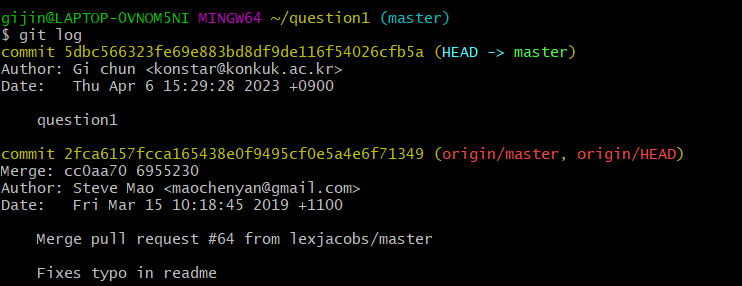 gijin@LAPTOP-0VNOM5NI MINGW64 ~/question1 (master)
$ git log
commit 5dbc566323fe69e883bd8df9de116f54026cfb5a (HEAD -> master)
Author: Gi chun <konstar@konkuk.ac.kr>
Date:   Thu Apr 6 15:29:28 2023 +0900

    question1

commit 2fca6157fcca165438e0f9495cf0e5a4e6f71349 (origin/master, origin/HEAD)
Merge: cc0aa70 6955230
Author: Steve Mao <maochenyan@gmail.com>
Date:   Fri Mar 15 10:18:45 2019 +1100

    Merge pull request #64 from lexjacobs/master

    Fixes typo in readme